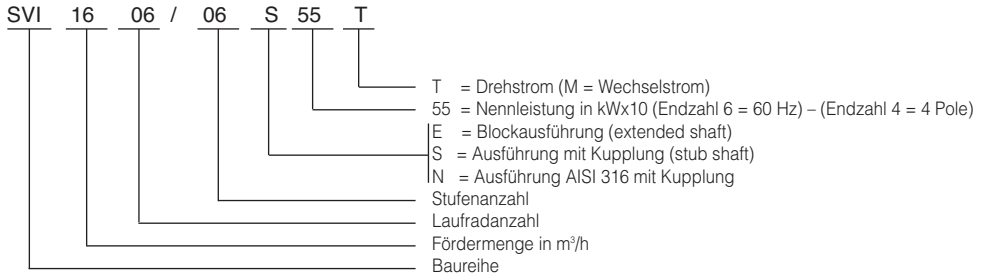 SVI 16 06 / 06 S 55 T
T = Drehstrom (M = Wechselstrom)
55 = Nennleistung in kWx10 (Endzahl 6 = 60 Hz) – (Endzahl 4 = 4 Pole)
E = Blockausführung (extended shaft)
S = Ausführung mit Kupplung (stub shaft)
N = Ausführung AISI 316 mit Kupplung
Stufenanzahl
Laufradanzahl
Fördermenge in m³/h
Baureihe